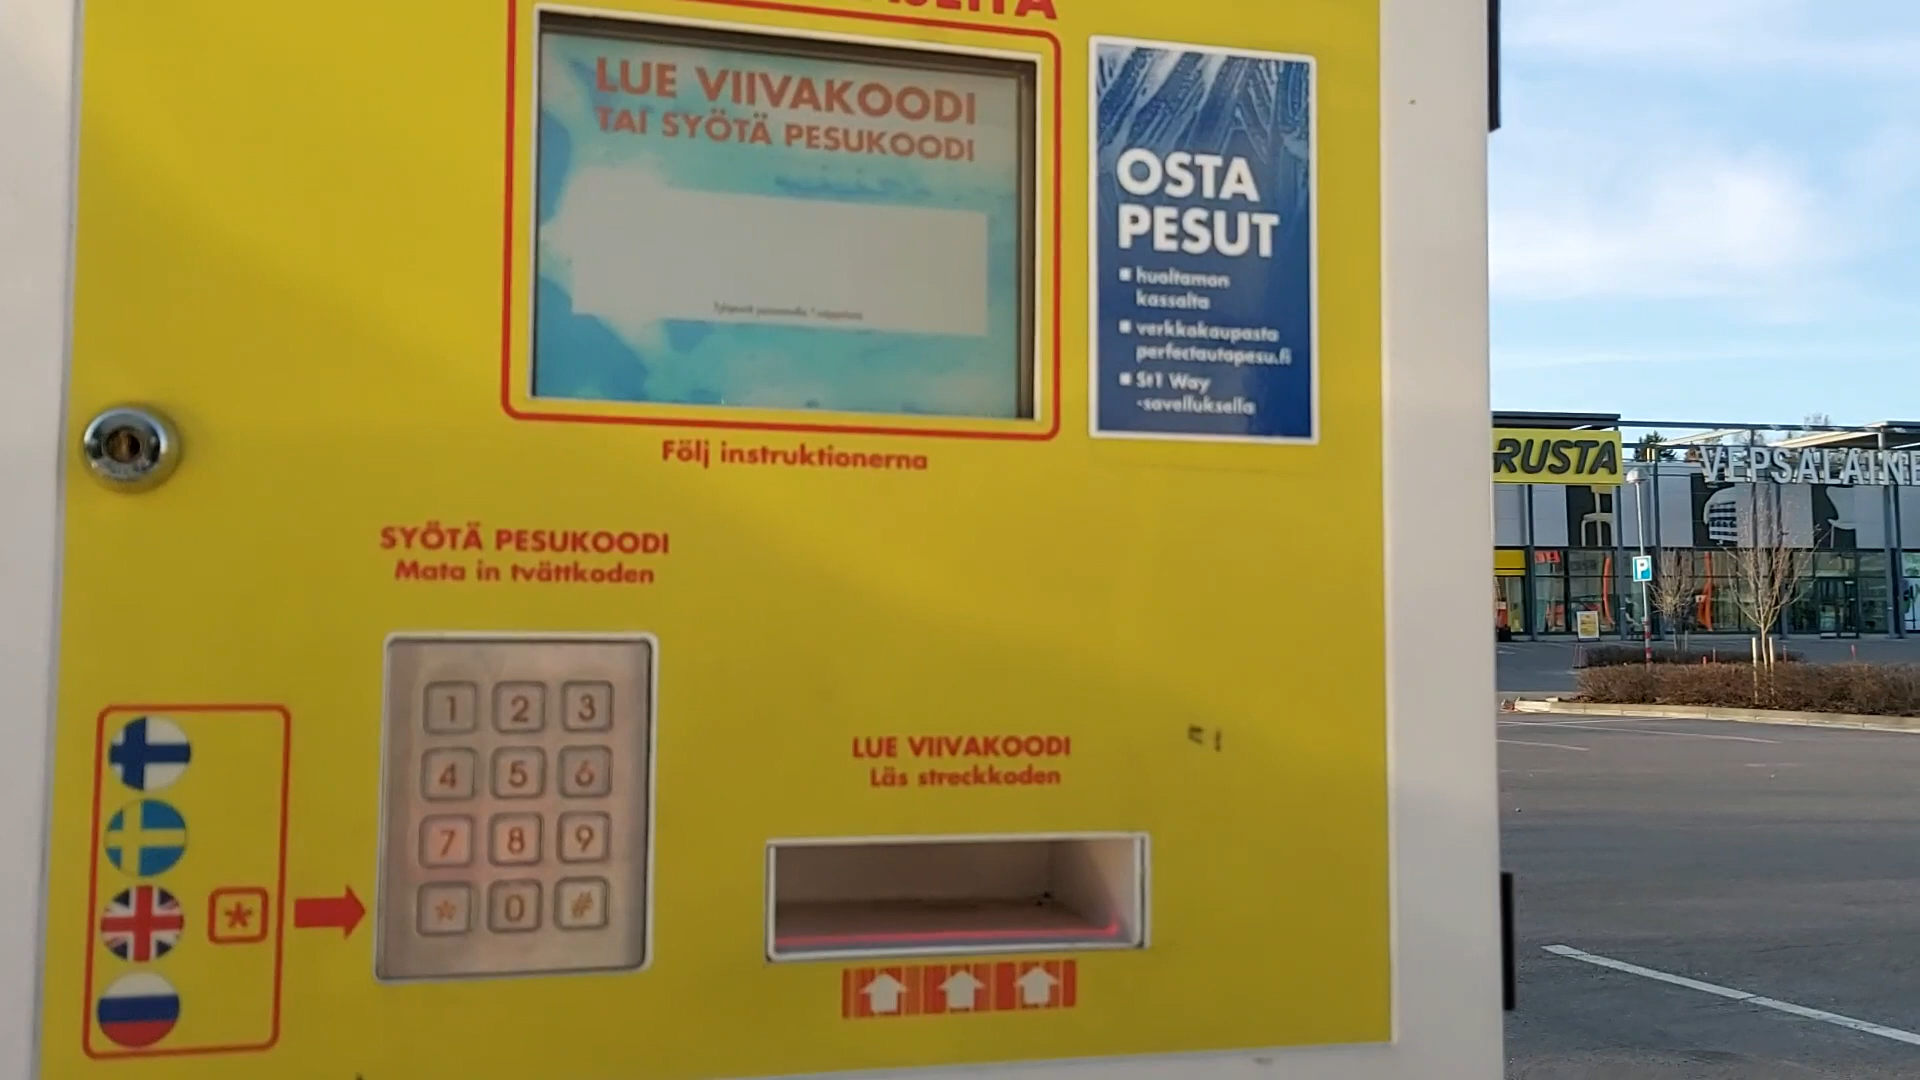 LUE VIIVAKOODI
TAI SYÖTÄ PESUKOODI
OSTA
PESUT
huoltamon
kassalta
verkkokaupasta
perfectautopesu.fi
St1 Way
-sovelluksella
Följ instruktionerna
RUSTA
VEPSÄLÄINE
P
SYÖTÄ PESUKOODI
Mata in tvättkoden
1 2 3
4 5 6
7 8 9
* 0 #
*
LUE VIIVAKOODI
Läs streckkoden